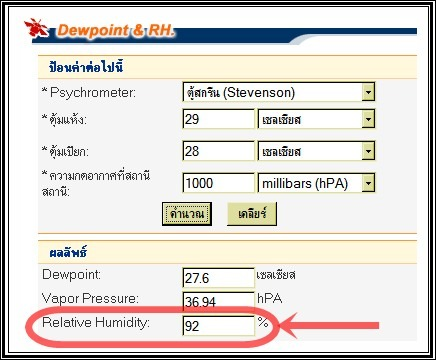 Dewpoint & RH.
ป้อนค่าต่อไปนี้
* Psychrometer: ตู้สกรีน (Stevenson)
* ตุ้มแห้ง: 29 เซลเซียส
* ตุ้มเปียก: 28 เซลเซียส
* ความกดอากาศที่สถานี 1000 millibars (hPA)
สถานี:
คำนวณ เคลียร์
ผลลัพธ์
Dewpoint: 27.6 เซลเซียส
Vapor Pressure: 36.94 hPA
Relative Humidity: 92 %